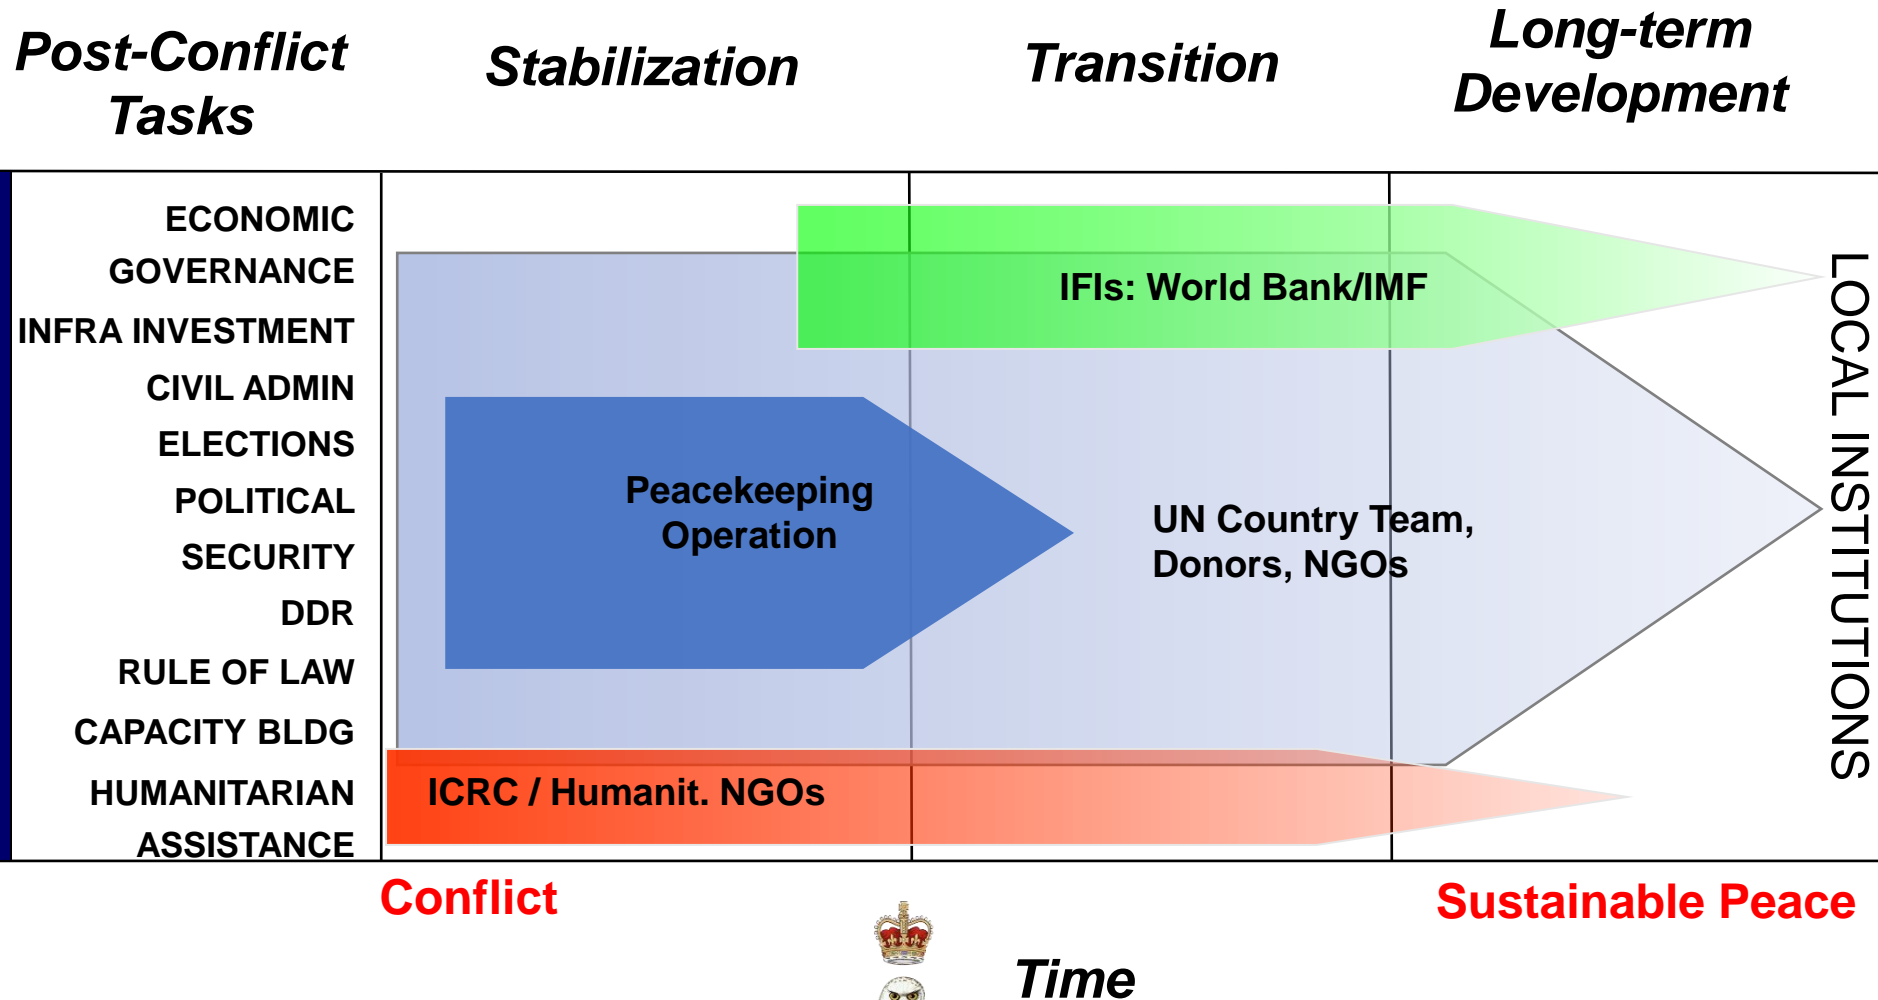 Post-Conflict
Tasks
Stabilization
Transition
Long-term
Development
ECONOMIC
GOVERNANCE
INFRA INVESTMENT
CIVIL ADMIN
ELECTIONS
POLITICAL
SECURITY
DDR
RULE OF LAW
CAPACITY BLDG
HUMANITARIAN
ASSISTANCE
IFIs: World Bank/IMF
Peacekeeping
Operation
UN Country Team,
Donors, NGOs
ICRC / Humanit. NGOs
LOCAL INSTITUTIONS
Conflict
Sustainable Peace
Time